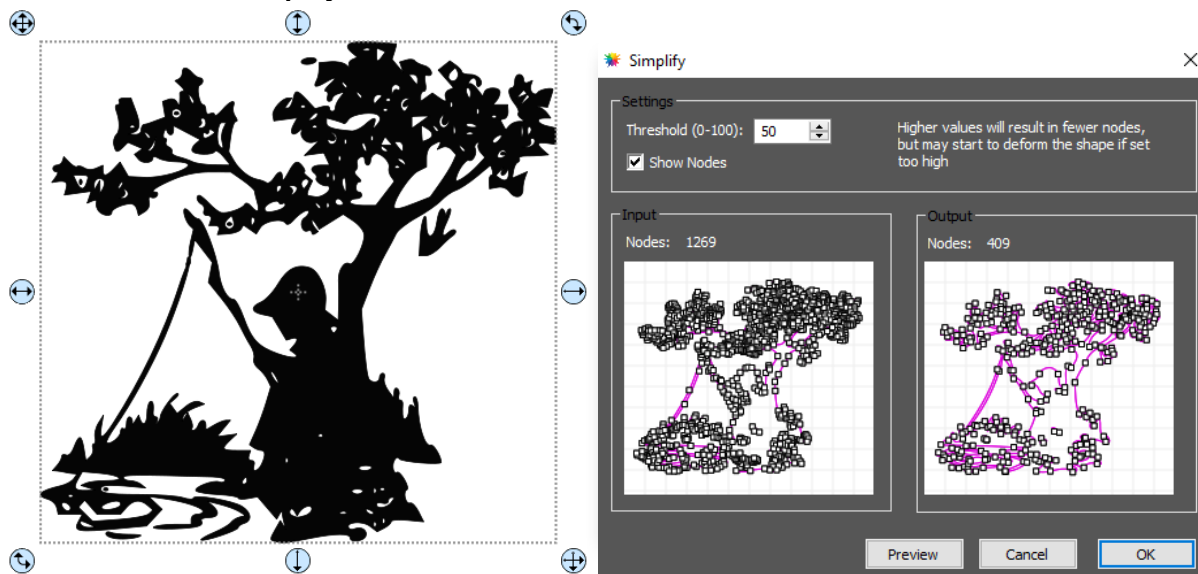 Simplify
Settings
Threshold (0-100): 50
Higher values will result in fewer nodes,
but may start to deform the shape if set
too high
Show Nodes
Input
Nodes: 1269
Output
Nodes: 409
Preview
Cancel
OK